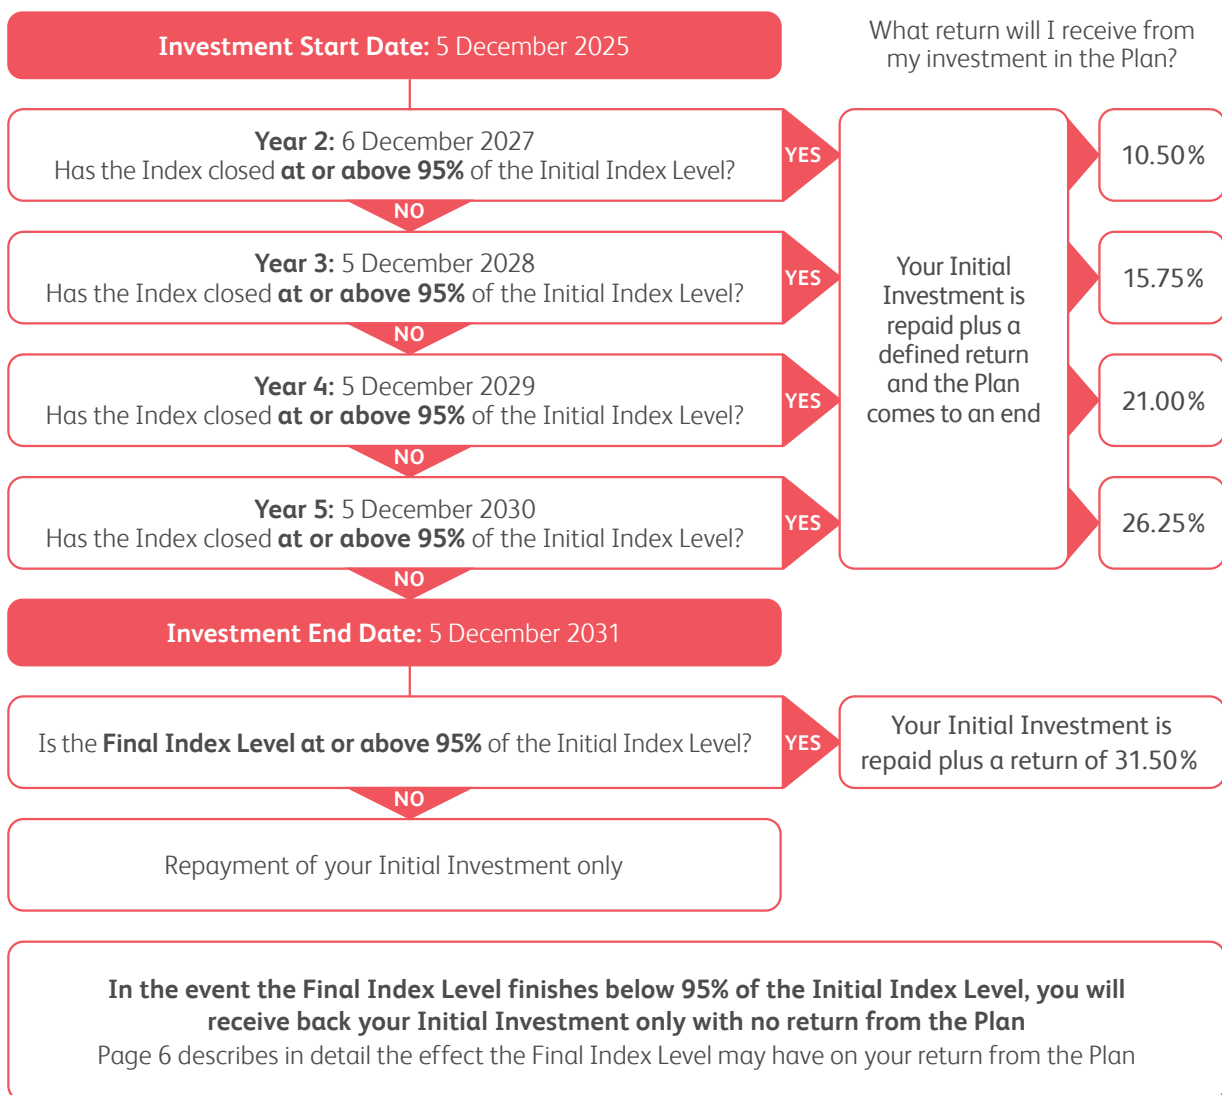 Investment Start Date: 5 December 2025
What return will I receive from
my investment in the Plan?
Year 2: 6 December 2027
Has the Index closed at or above 95% of the Initial Index Level?
YES
10.50%
NO
Year 3: 5 December 2028
Has the Index closed at or above 95% of the Initial Index Level?
YES
15.75%
NO
Your Initial
Investment is
repaid plus a
defined return
and the Plan
comes to an end
Year 4: 5 December 2029
Has the Index closed at or above 95% of the Initial Index Level?
YES
21.00%
NO
Year 5: 5 December 2030
Has the Index closed at or above 95% of the Initial Index Level?
YES
26.25%
NO
Investment End Date: 5 December 2031
Is the Final Index Level at or above 95% of the Initial Index Level?
YES
Your Initial Investment is
repaid plus a return of 31.50%
NO
Repayment of your Initial Investment only
In the event the Final Index Level finishes below 95% of the Initial Index Level, you will
receive back your Initial Investment only with no return from the Plan
Page 6 describes in detail the effect the Final Index Level may have on your return from the Plan